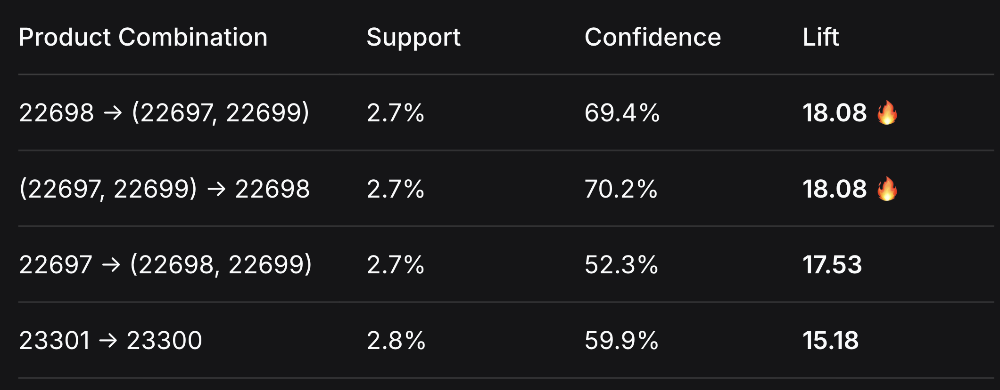 Product Combination Support Confidence Lift
22698 → (22697, 22699) 2.7% 69.4% 18.08 🔥
(22697, 22699) → 22698 2.7% 70.2% 18.08 🔥
22697 → (22698, 22699) 2.7% 52.3% 17.53
23301 → 23300 2.8% 59.9% 15.18